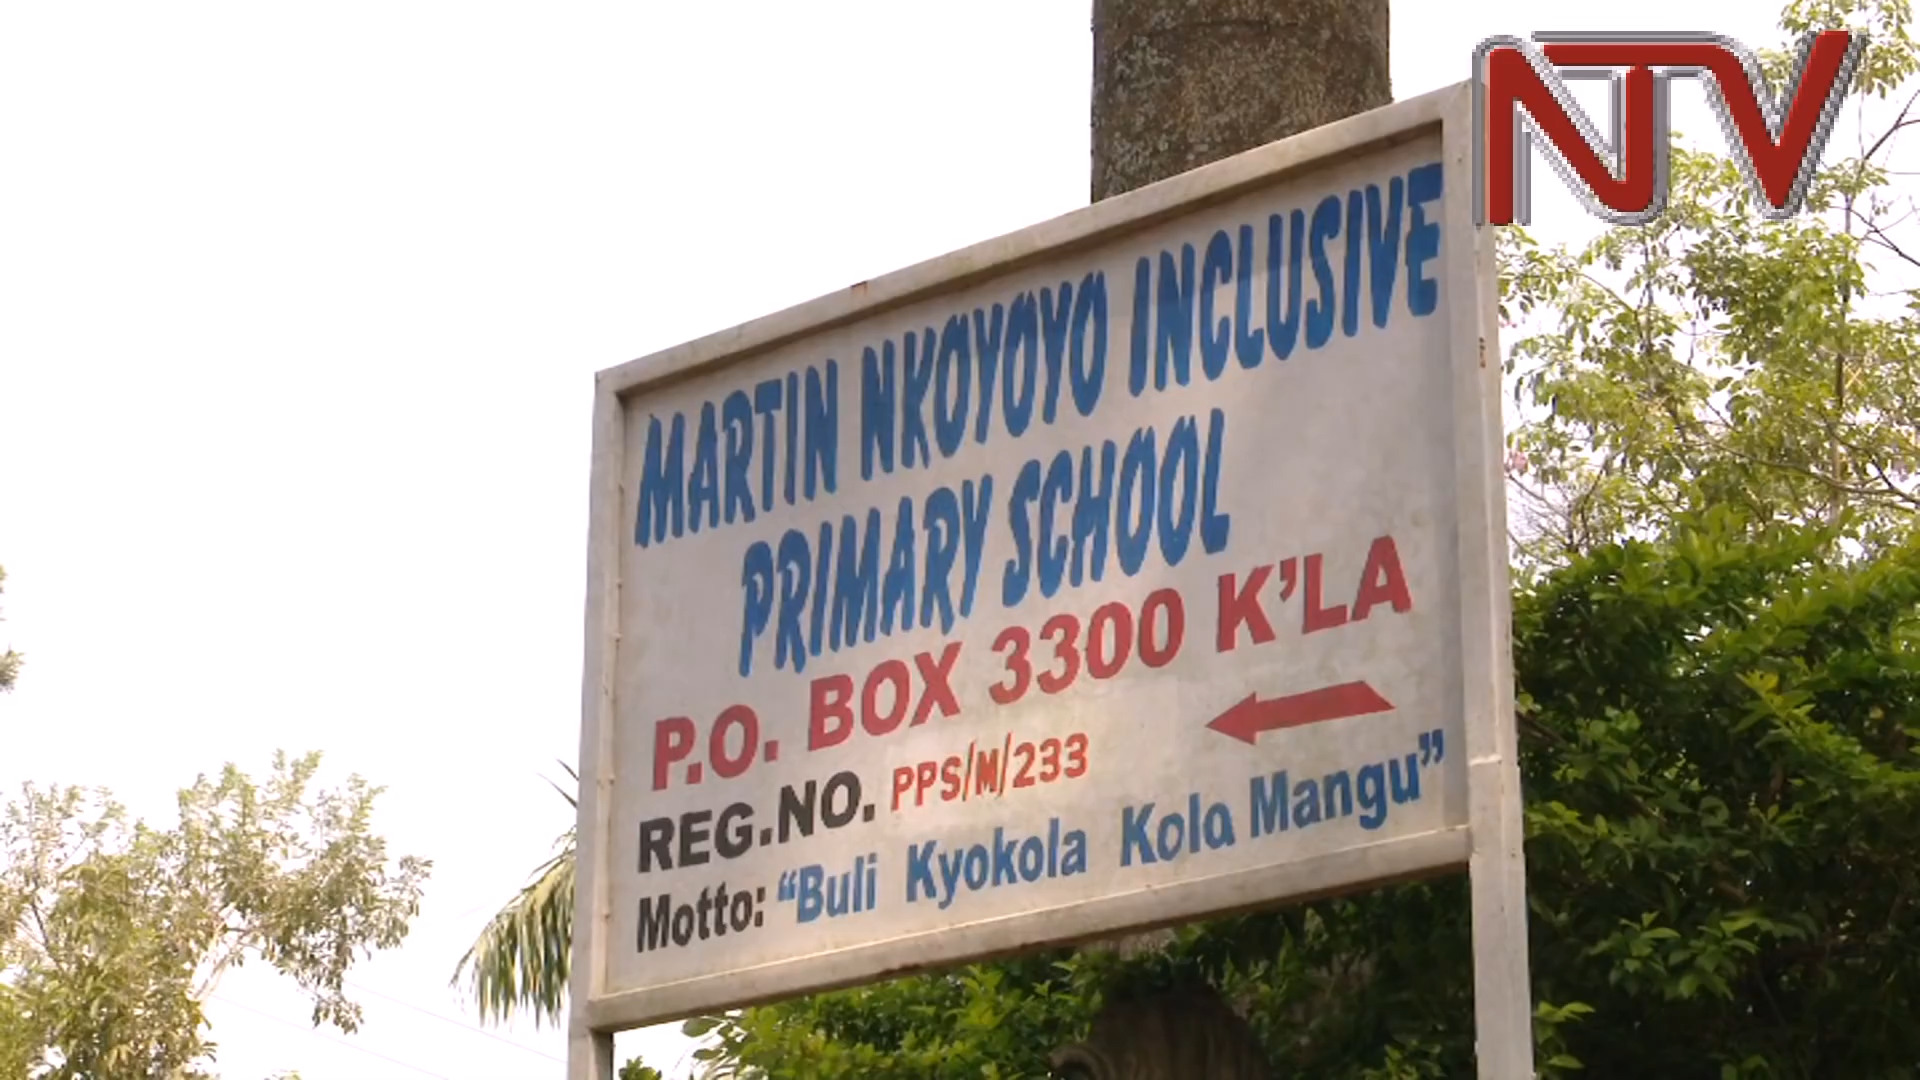 NTV
MARTIN NKOYOYO INCLUSIVE
PRIMARY SCHOOL
P.O. BOX 3300 K'LA
REG.NO. PPS/M/233
Motto: “Buli Kyokola Kola Mangu”